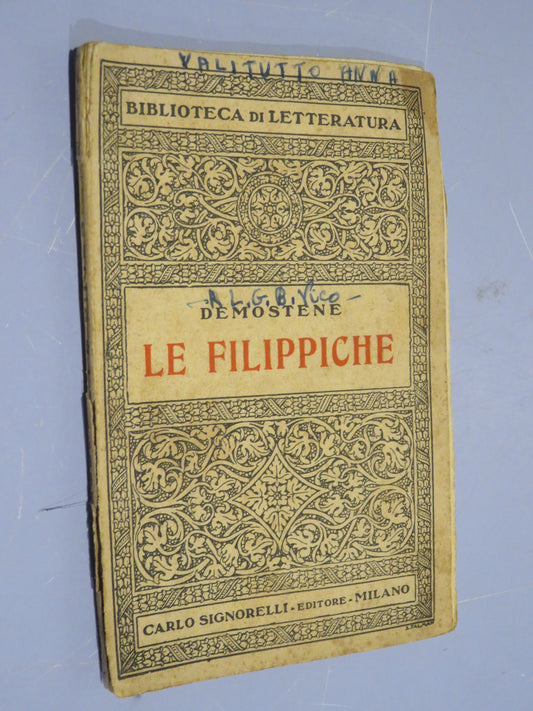 VALITUTTO ANNA
BIBLIOTECA DI LETTERATURA
- R L. G. B. Vico -
DEMOSTENE
LE FILIPPICHE
CARLO SIGNORELLI - EDITORE - MILANO